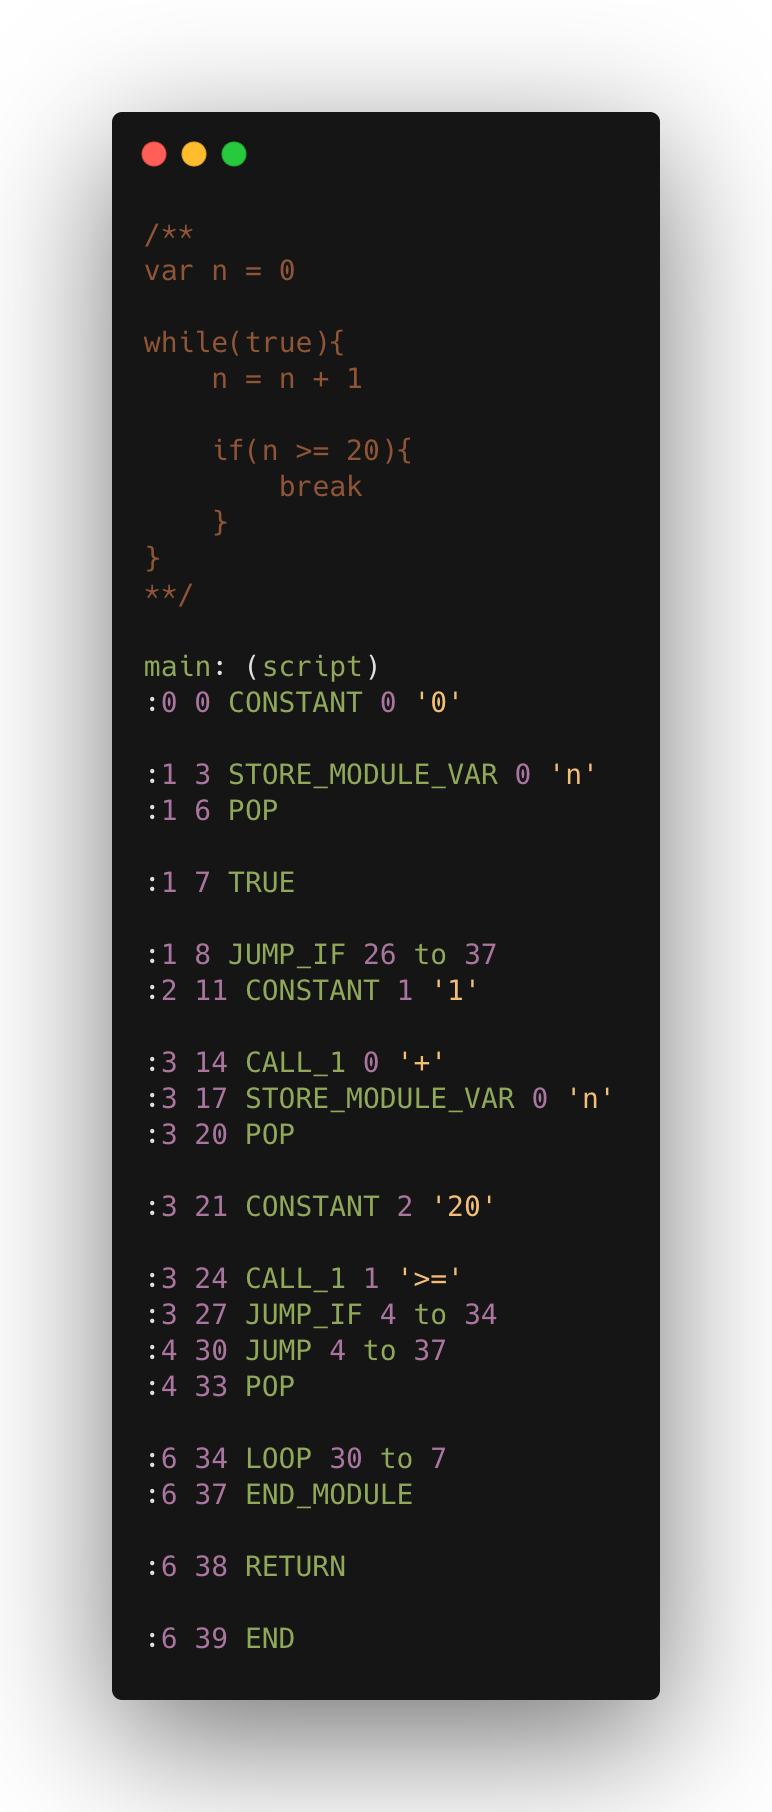 /**
var n = 0
while(true){
    n = n + 1
    if(n >= 20){
        break
    }
}
**/
main: (script)
:0 0 CONSTANT 0 '0'
:1 3 STORE_MODULE_VAR 0 'n'
:1 6 POP
:1 7 TRUE
:1 8 JUMP_IF 26 to 37
:2 11 CONSTANT 1 '1'
:3 14 CALL_1 0 '+'
:3 17 STORE_MODULE_VAR 0 'n'
:3 20 POP
:3 21 CONSTANT 2 '20'
:3 24 CALL_1 1 '>='
:3 27 JUMP_IF 4 to 34
:4 30 JUMP 4 to 37
:4 33 POP
:6 34 LOOP 30 to 7
:6 37 END_MODULE
:6 38 RETURN
:6 39 END